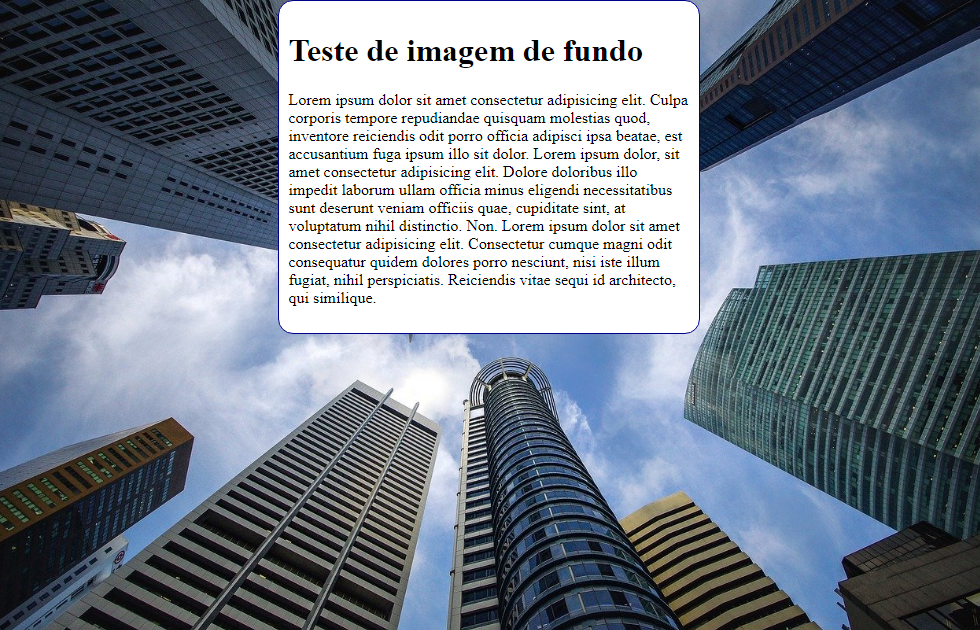 Teste de imagem de fundo
Lorem ipsum dolor sit amet consectetur adipisicing elit. Culpa
corporis tempore repudiandae quisquam molestias quod,
inventore reiciendis odit porro officia adipisci ipsa beatae, est
accusantium fuga ipsum illo sit dolor. Lorem ipsum dolor, sit
amet consectetur adipisicing elit. Dolore doloribus illo
impedit laborum ullam officia minus eligendi necessitatibus
sunt deserunt veniam officiis quae, cupiditate sint, at
voluptatum nihil distinctio. Non. Lorem ipsum dolor sit amet
consectetur adipisicing elit. Consectetur cumque magni odit
consequatur quidem dolores porro nesciunt, nisi iste illum
fugiat, nihil perspiciatis. Reiciendis vitae sequi id architecto,
qui similique.